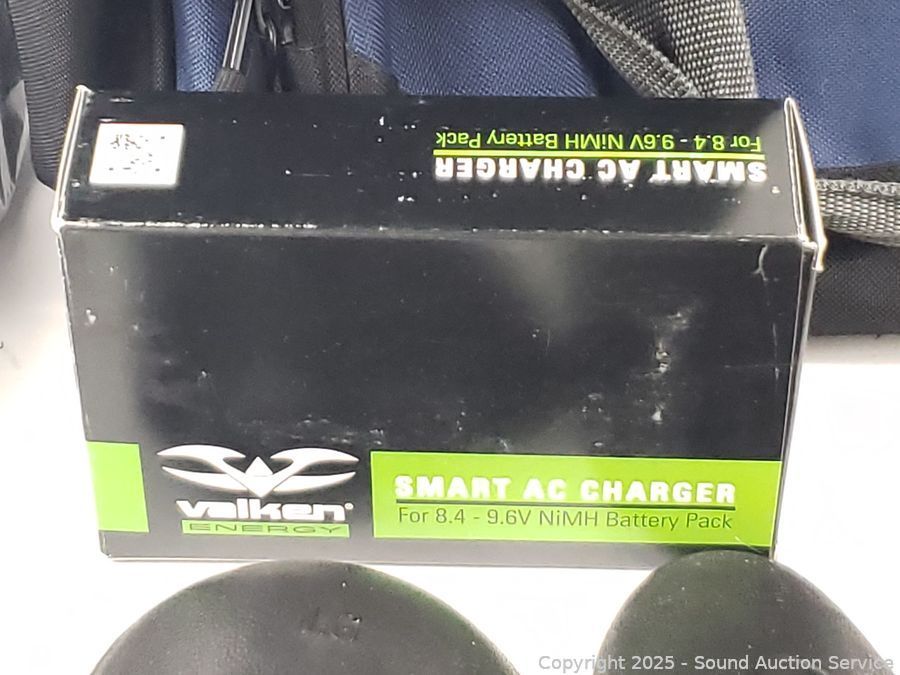 For 8.4 - 9.6V NiMH Battery Pack
SMART AC CHARGER
valken
ENERGY
SMART AC CHARGER
For 8.4 - 9.6V NiMH Battery Pack
Copyright 2025 - Sound Auction Service